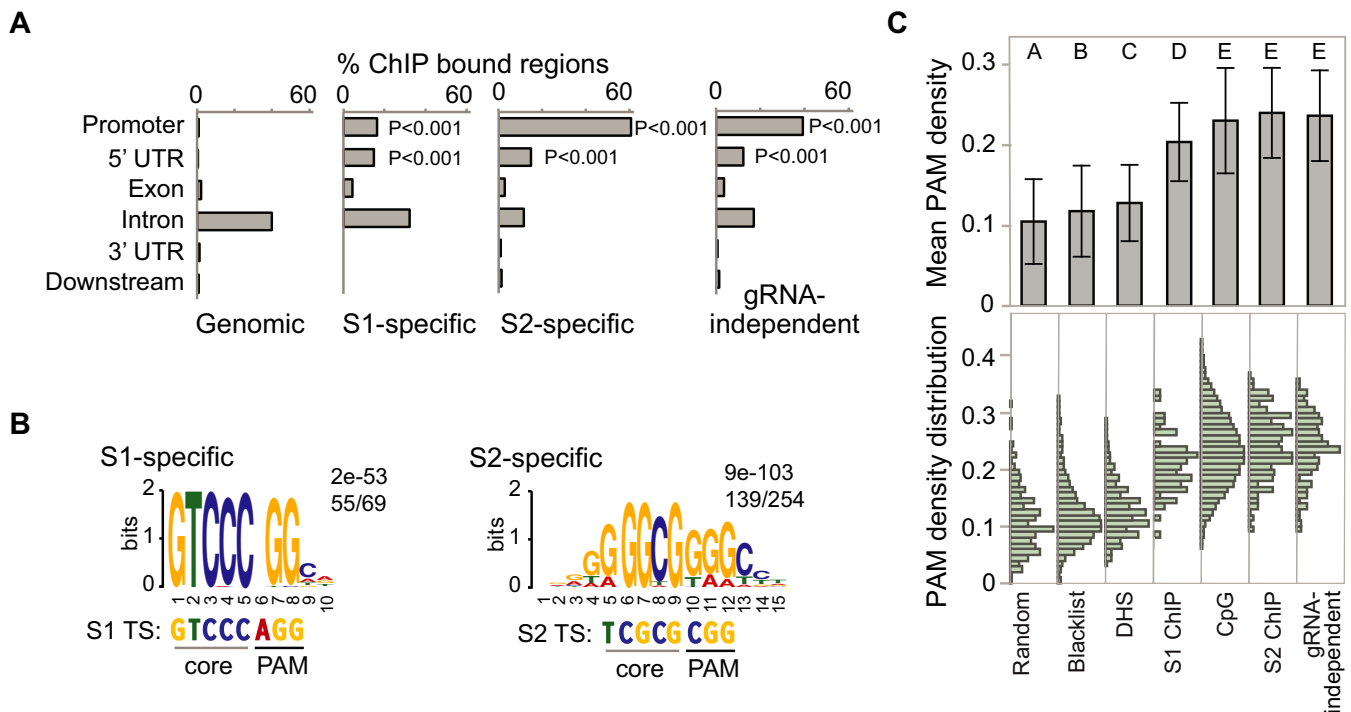 A
% ChIP bound regions
0 60 0 60 0 60 0 60
Promoter P<0.001 P<0.001 P<0.001
5' UTR P<0.001 P<0.001 P<0.001
Exon
Intron
3' UTR
Downstream
Genomic S1-specific S2-specific gRNA-independent
B
S1-specific
2e-53
55/69
2
1
0
bits
GTCCC GGC
1 2 3 4 5 6 7 8 9 10
S1 TS: GTCCC AGG
core PAM
S2-specific
9e-103
139/254
2
1
0
bits
1 2 3 4 5 6 7 8 9 10 11 12 13 14 15
S2 TS: TCGCG CGG
core PAM
C
Mean PAM density
0.3
0.2
0.1
0
A B C D E E E
PAM density distribution
0.4
0.3
0.2
0.1
0
Random
Blacklist
DHS
S1 ChIP
CpG
S2 ChIP
gRNA-
independent